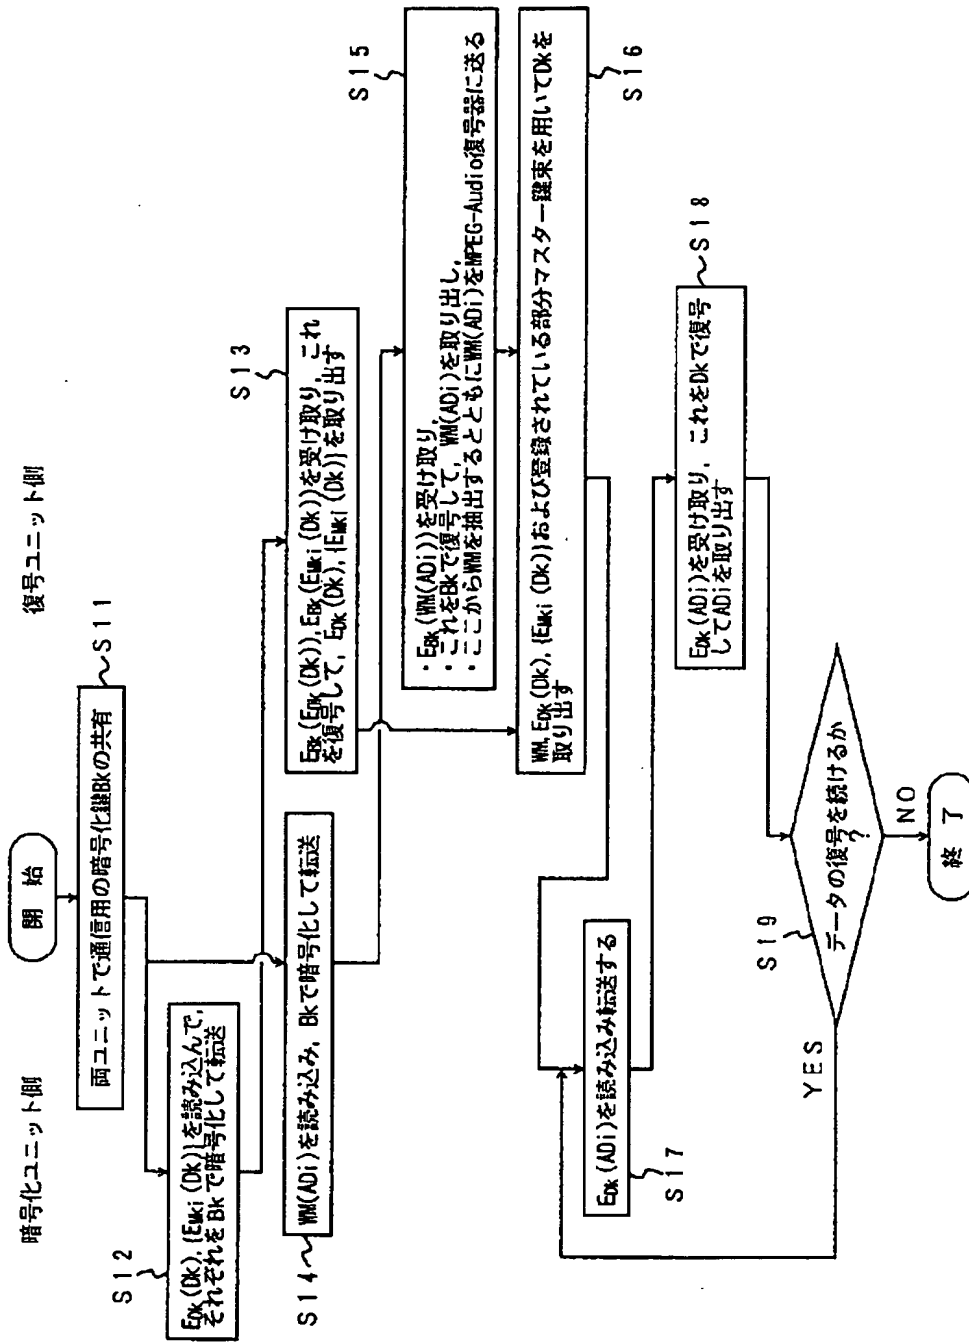 暗号化ユニット側
復号ユニット側
開 始
両ユニットで通信用の暗号化鍵Bkの共有
S11
EDk(Dk), {EMki(Dk)}を読み込んで,
それぞれをBkで暗号化して転送
S12
EBk(EDk(Dk)), EBk(EMki(Dk))を受け取り, これ
を復号して, EDk(Dk), {EMki(Dk)}を取り出す
S13
WM(ADi)を読み込み, Bkで暗号化して転送
S14
・EBk(WM(ADi))を受け取り,
・これをBkで復号して, WM(ADi)を取り出し,
・ここからWMを抽出するとともにWM(ADi)をMPEG-Audio復号器に送る
S15
WM, EDk(Dk), {EMki(Dk)}および登録されている部分マスター鍵束を用いてDkを
取り出す
S16
EDk(ADi)を読み込み転送する
S17
EDk(ADi)を受け取り, これをDkで復号
してADiを取り出す
S18
データの復号を続けるか
?
S19
YES
NO
終 了